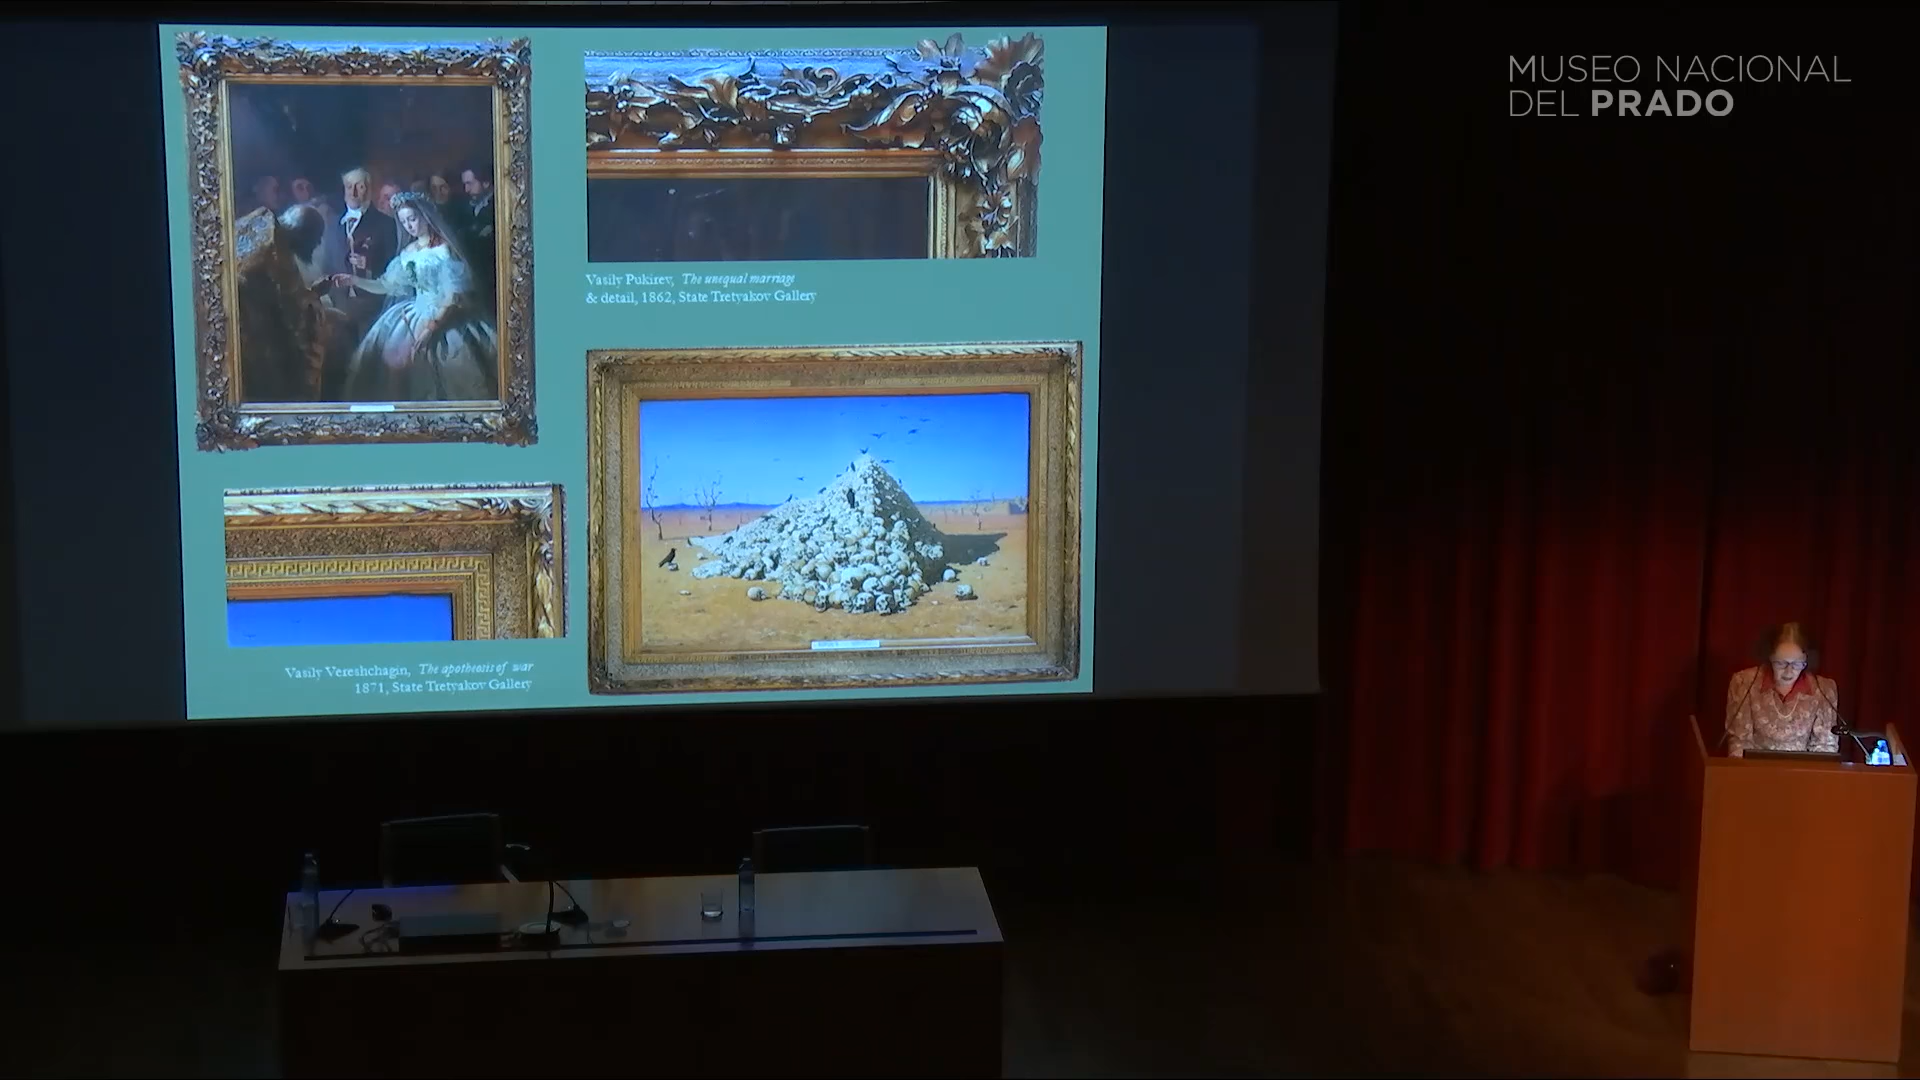 MUSEO NACIONAL
DEL PRADO
Vasily Pukirev, The unequal marriage
& detail, 1862, State Tretyakov Gallery
Vasily Vereshchagin, The apotheosis of war
1871, State Tretyakov Gallery